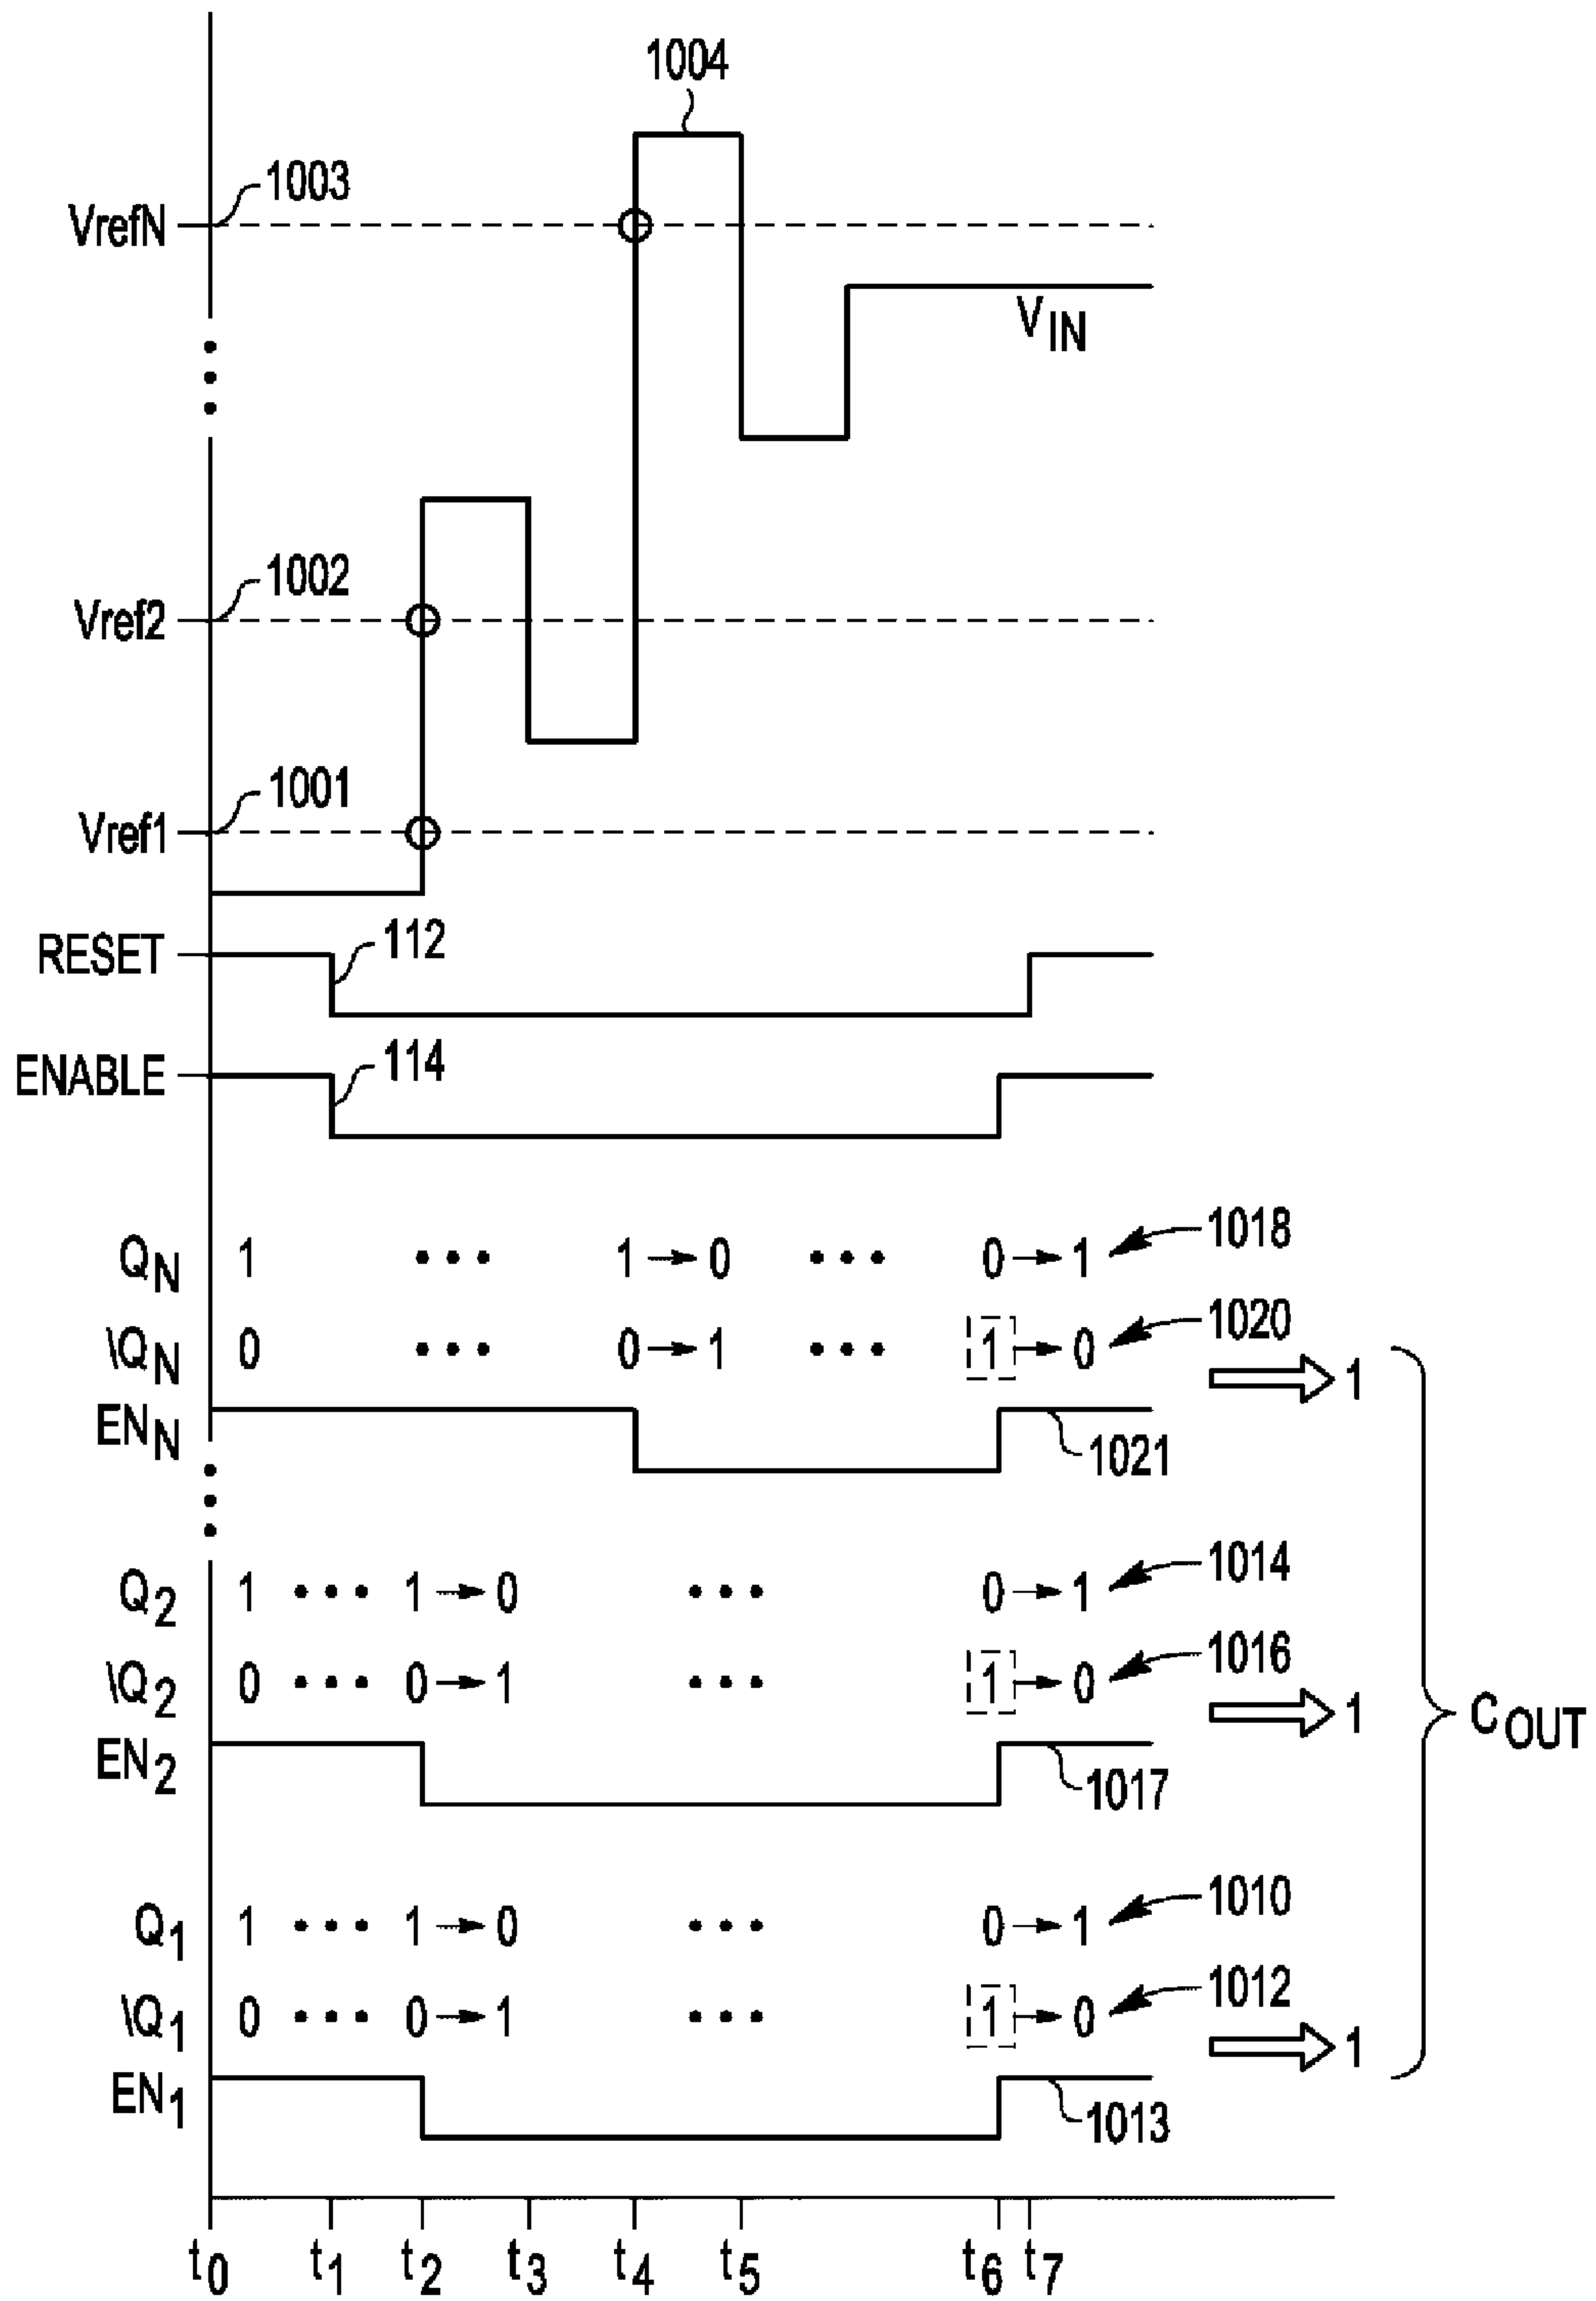 1004
1003
VrefN
VIN
1002
Vref2
1001
Vref1
RESET 112
ENABLE 114
QN 1 ••• 1 → 0 ••• 0 → 1 1018
\QN 0 ••• 0 → 1 ••• 1 → 0 1020
1
ENN 1021
Q2 1 ••• 1 → 0 ••• 0 → 1 1014
\Q2 0 ••• 0 → 1 ••• 1 → 0 1016
1
COUT
EN2 1017
Q1 1 ••• 1 → 0 ••• 0 → 1 1010
\Q1 0 ••• 0 → 1 ••• 1 → 0 1012
1
EN1 1013
t0 t1 t2 t3 t4 t5 t6 t7